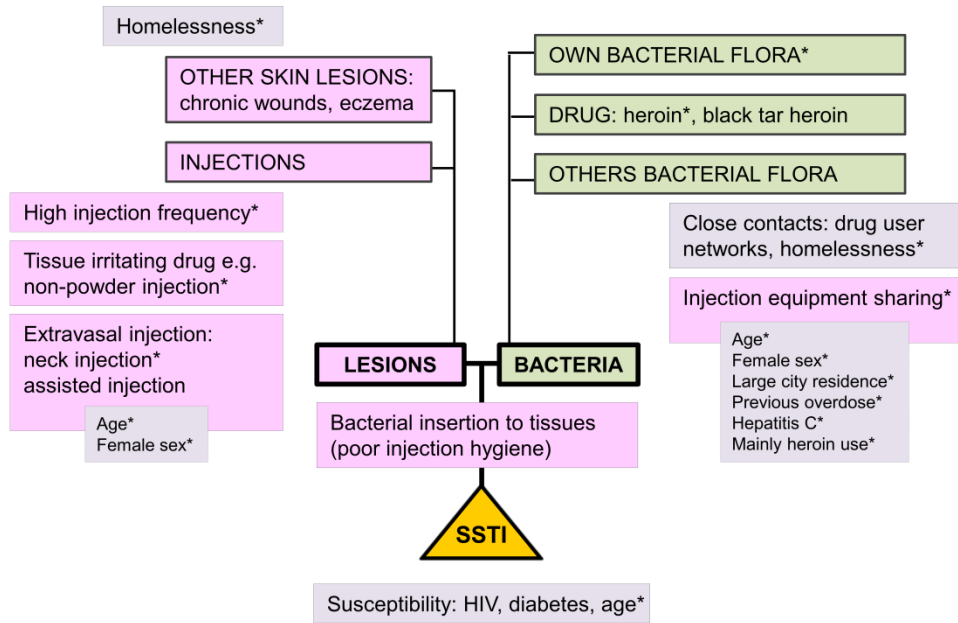 Homelessness*
OTHER SKIN LESIONS:
chronic wounds, eczema
INJECTIONS
High injection frequency*
Tissue irritating drug e.g.
non-powder injection*
Extravasal injection:
neck injection*
assisted injection
Age*
Female sex*
OWN BACTERIAL FLORA*
DRUG: heroin*, black tar heroin
OTHERS BACTERIAL FLORA
Close contacts: drug user
networks, homelessness*
Injection equipment sharing*
Age*
Female sex*
Large city residence*
Previous overdose*
Hepatitis C*
Mainly heroin use*
LESIONS
BACTERIA
Bacterial insertion to tissues
(poor injection hygiene)
SSTI
Susceptibility: HIV, diabetes, age*